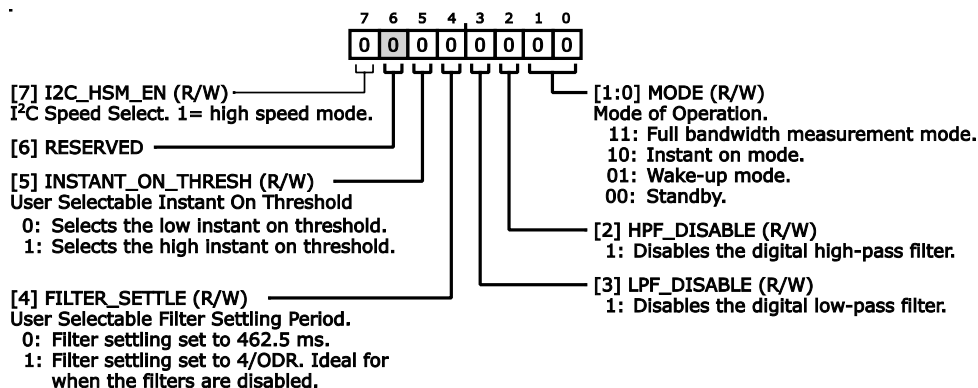 7 6 5 4 3 2 1 0
0 0 0 0 0 0 0 0
[7] I2C_HSM_EN (R/W)
I²C Speed Select. 1= high speed mode.
[6] RESERVED
[5] INSTANT_ON_THRESH (R/W)
User Selectable Instant On Threshold
0: Selects the low instant on threshold.
1: Selects the high instant on threshold.
[4] FILTER_SETTLE (R/W)
User Selectable Filter Settling Period.
0: Filter settling set to 462.5 ms.
1: Filter settling set to 4/ODR. Ideal for
when the filters are disabled.
[1:0] MODE (R/W)
Mode of Operation.
11: Full bandwidth measurement mode.
10: Instant on mode.
01: Wake-up mode.
00: Standby.
[2] HPF_DISABLE (R/W)
1: Disables the digital high-pass filter.
[3] LPF_DISABLE (R/W)
1: Disables the digital low-pass filter.